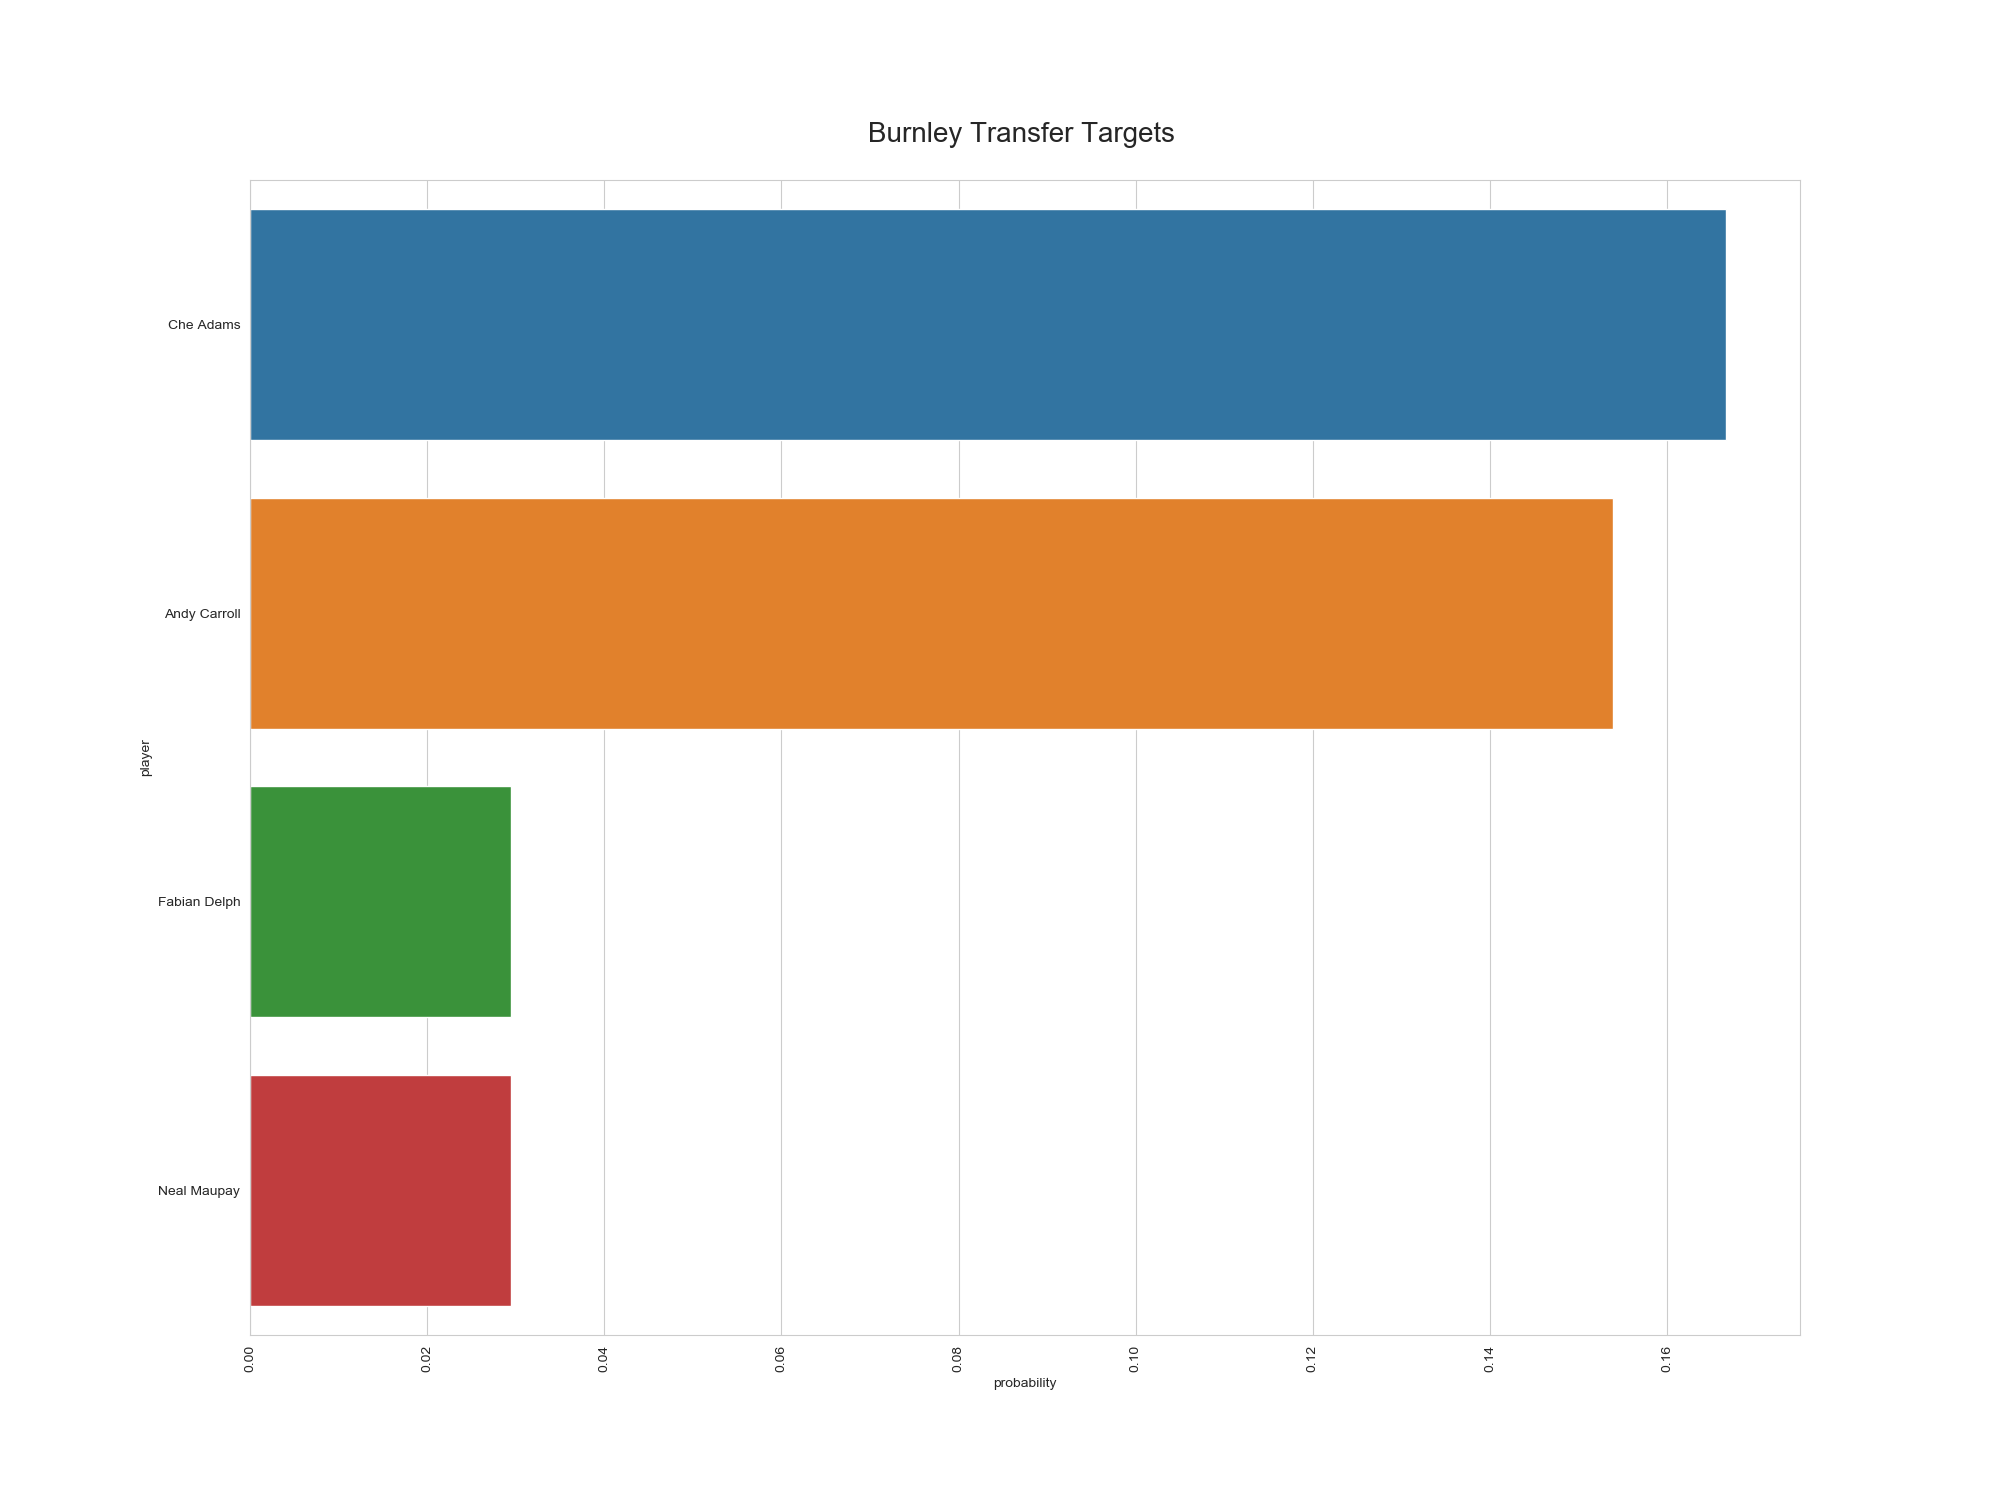 Burnley Transfer Targets
Che Adams
Andy Carroll
player
Fabian Delph
Neal Maupay
0.00 0.02 0.04 0.06 0.08 0.10 0.12 0.14 0.16
probability